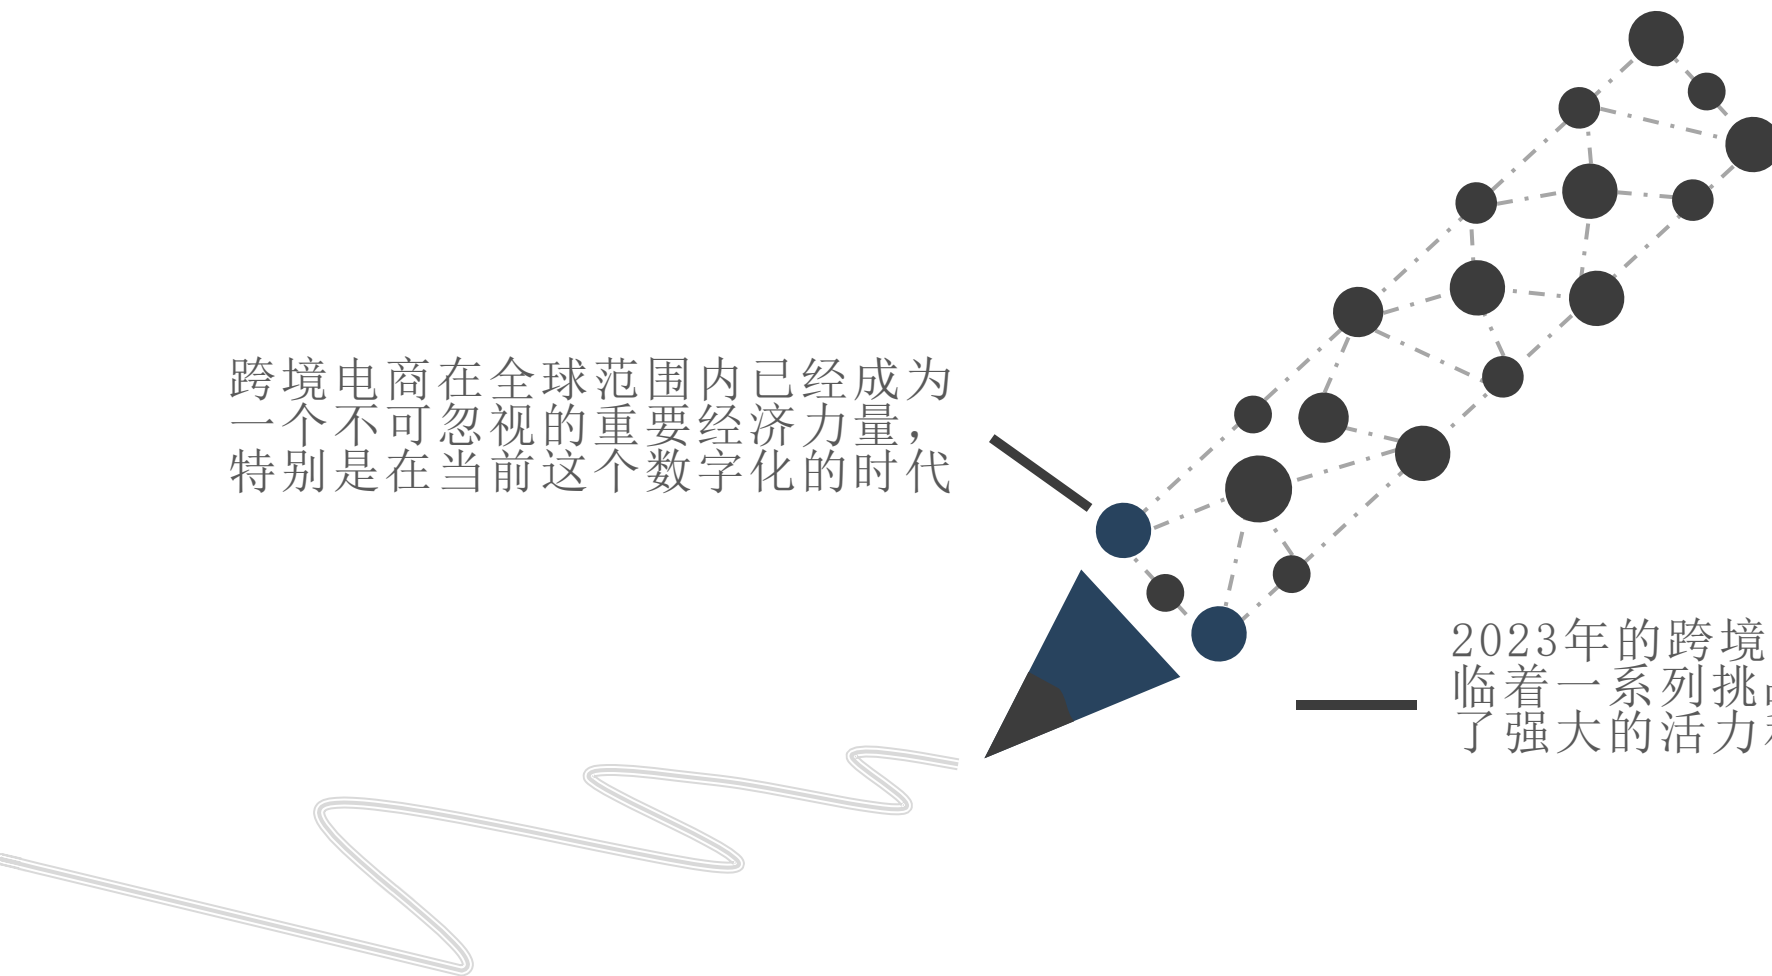 跨境电商在全球范围内已经成为
一个不可忽视的重要经济力量，
特别是在当前这个数字化的时代
2023年的跨境
临着一系列挑
了强大的活力